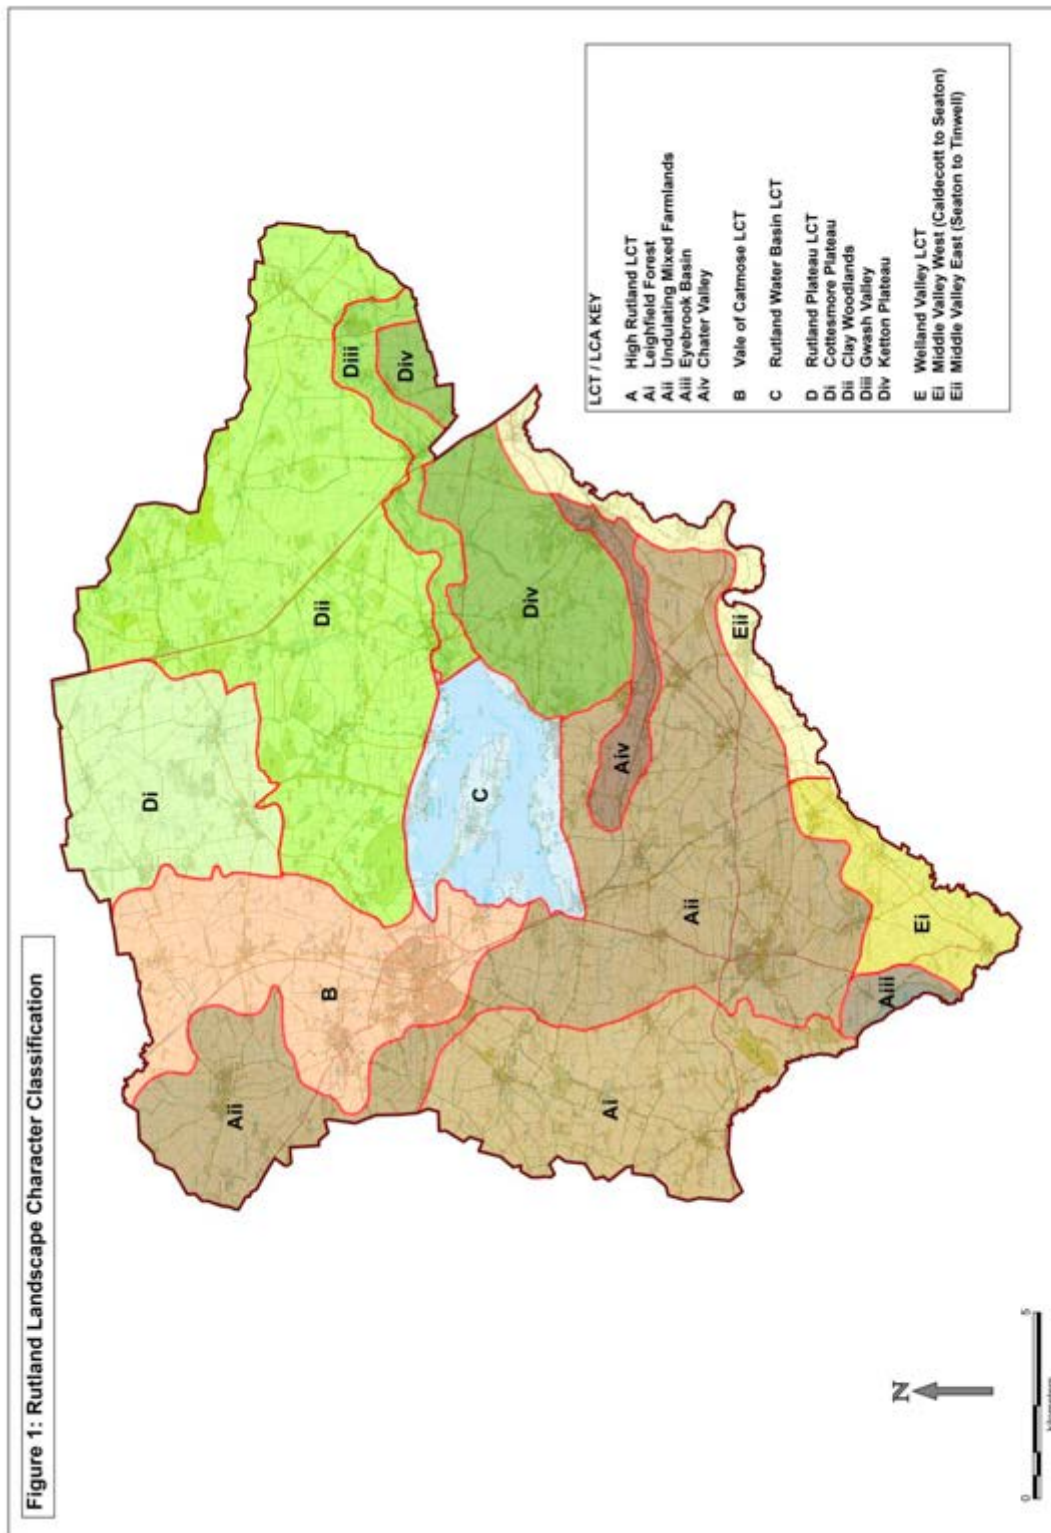 Figure 1: Rutland Landscape Character Classification
Aii
B
Di
Dii
Diii
Div
C
Div
Ai
Aii
Aiv
Aiii
Ei
Eii
LCT / LCA KEY
A High Rutland LCT
Ai Leighfield Forest
Aii Undulating Mixed Farmlands
Aiii Eyebrook Basin
Aiv Chater Valley
B Vale of Catmose LCT
C Rutland Water Basin LCT
D Rutland Plateau LCT
Di Cottesmore Plateau
Dii Clay Woodlands
Diii Gwash Valley
Div Ketton Plateau
E Welland Valley LCT
Ei Middle Valley West (Caldecott to Seaton)
Eii Middle Valley East (Seaton to Tinwell)
N
0 5
kilometers